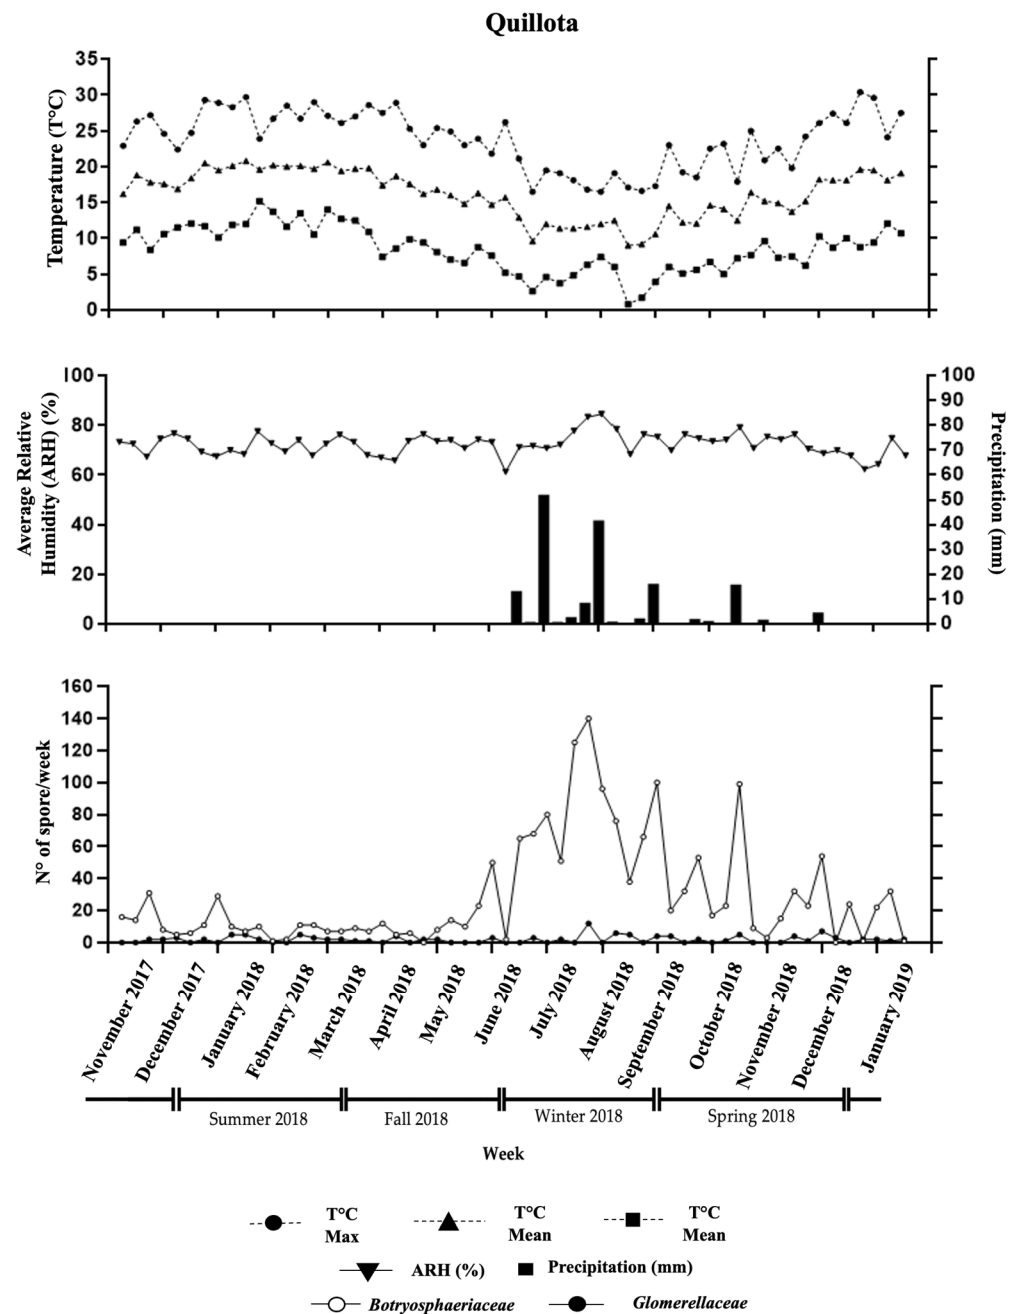 Quillota
Temperature (T°C)
35
30
25
20
15
10
5
0
Average Relative
Humidity (ARH) (%)
100
80
60
40
20
0
100
90
80
70
60
50
40
30
20
10
0
Precipitation (mm)
N° of spore/week
160
140
120
100
80
60
40
20
0
November 2017
December 2017
January 2018
February 2018
March 2018
April 2018
May 2018
June 2018
July 2018
August 2018
September 2018
October 2018
November 2018
December 2018
January 2019
Summer 2018
Fall 2018
Winter 2018
Spring 2018
Week
T°C
Max
T°C
Mean
T°C
Mean
ARH (%)
Precipitation (mm)
Botryosphaeriaceae
Glomerellaceae